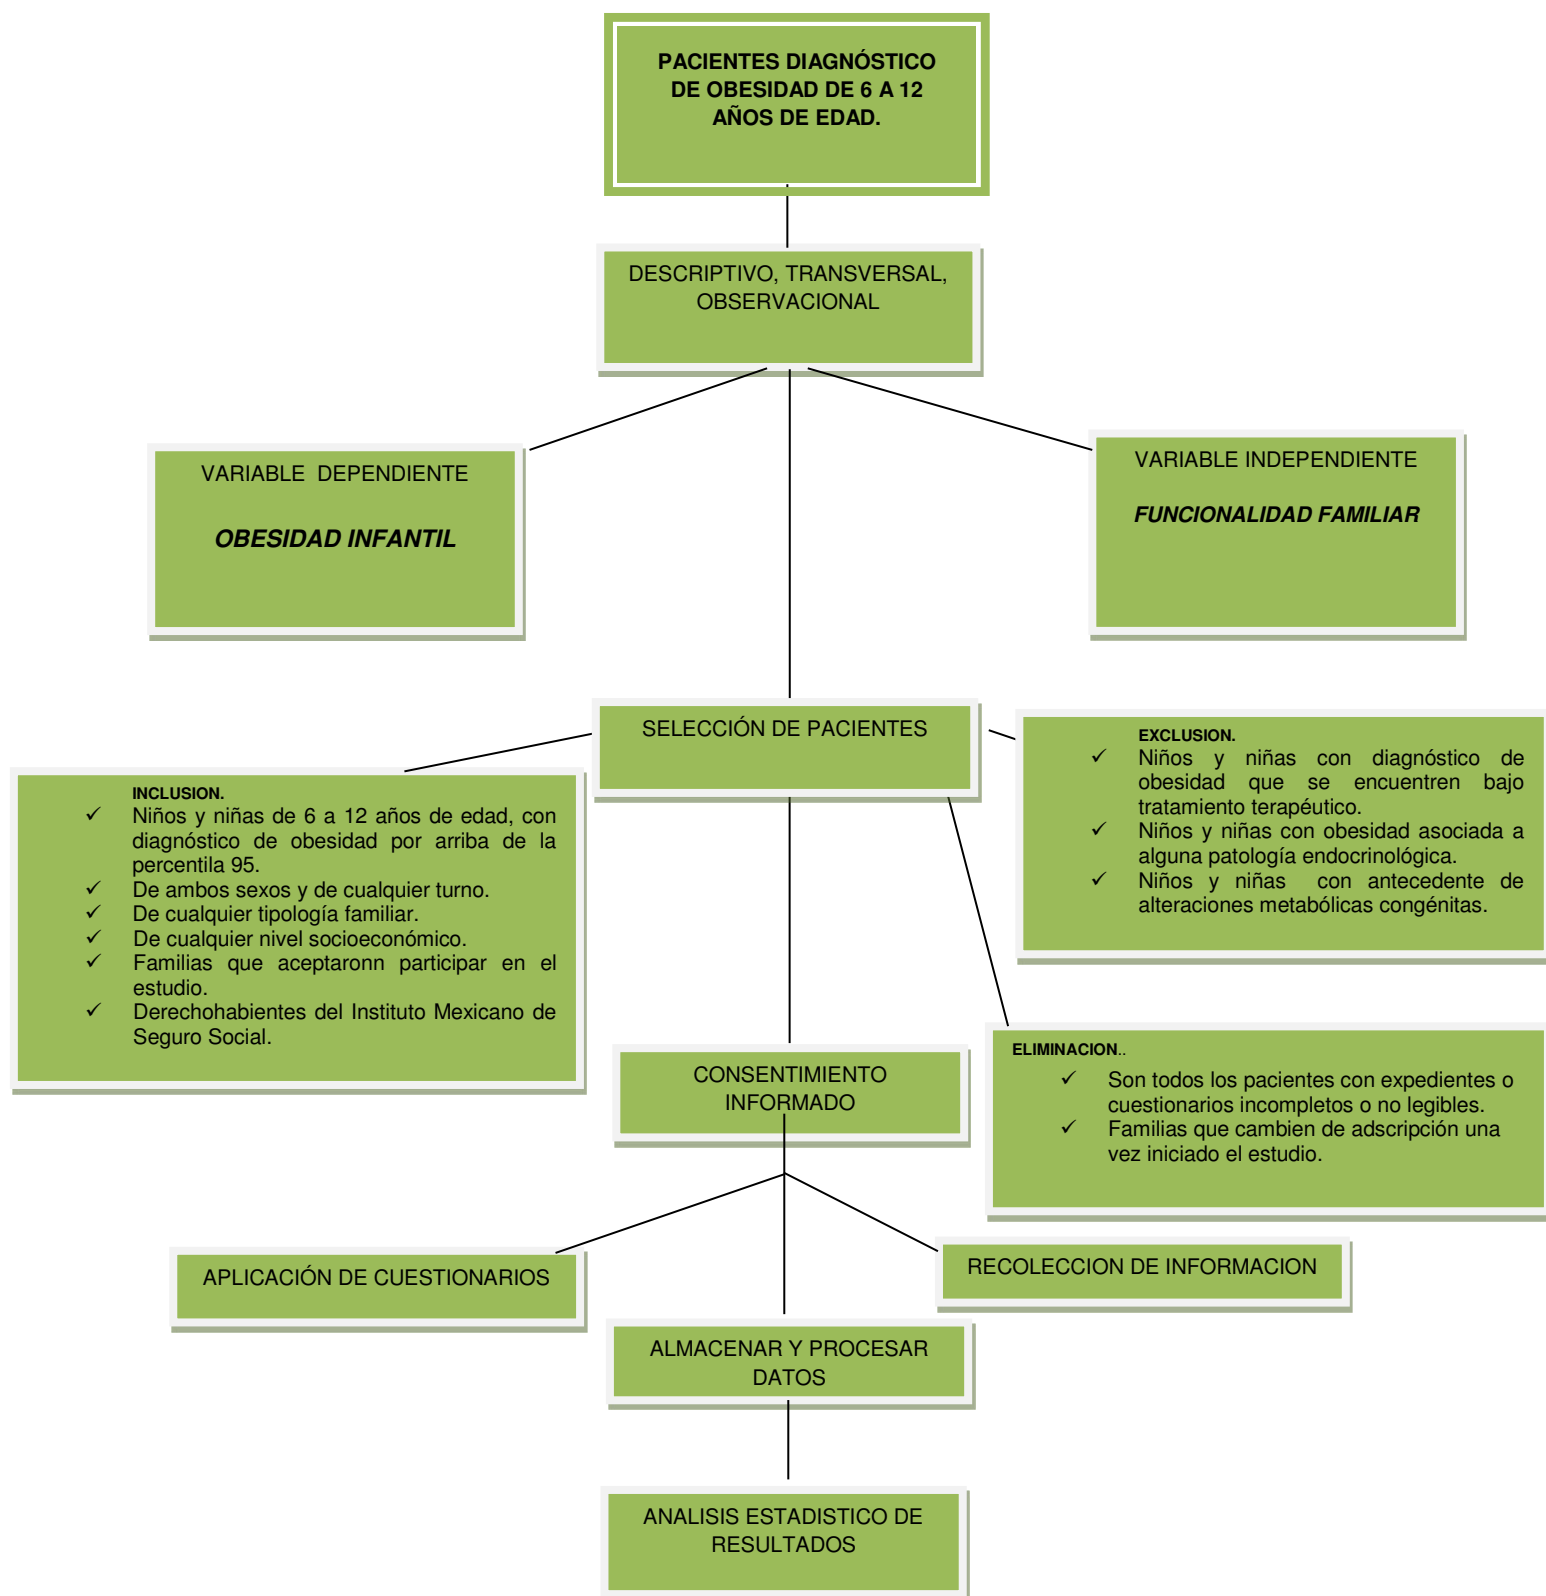 PACIENTES DIAGNÓSTICO
DE OBESIDAD DE 6 A 12
AÑOS DE EDAD.
DESCRIPTIVO, TRANSVERSAL,
OBSERVACIONAL
VARIABLE DEPENDIENTE
OBESIDAD INFANTIL
VARIABLE INDEPENDIENTE
FUNCIONALIDAD FAMILIAR
SELECCIÓN DE PACIENTES
INCLUSION.
✓ Niños y niñas de 6 a 12 años de edad, con
diagnóstico de obesidad por arriba de la
percentila 95.
✓ De ambos sexos y de cualquier turno.
✓ De cualquier tipología familiar.
✓ De cualquier nivel socioeconómico.
✓ Familias que aceptaronn participar en el
estudio.
✓ Derechohabientes del Instituto Mexicano de
Seguro Social.
EXCLUSION.
✓ Niños y niñas con diagnóstico de
obesidad que se encuentren bajo
tratamiento terapéutico.
✓ Niños y niñas con obesidad asociada a
alguna patología endocrinológica.
✓ Niños y niñas con antecedente de
alteraciones metabólicas congénitas.
ELIMINACION..
✓ Son todos los pacientes con expedientes o
cuestionarios incompletos o no legibles.
✓ Familias que cambien de adscripción una
vez iniciado el estudio.
CONSENTIMIENTO
INFORMADO
APLICACIÓN DE CUESTIONARIOS
RECOLECCION DE INFORMACION
ALMACENAR Y PROCESAR
DATOS
ANALISIS ESTADISTICO DE
RESULTADOS